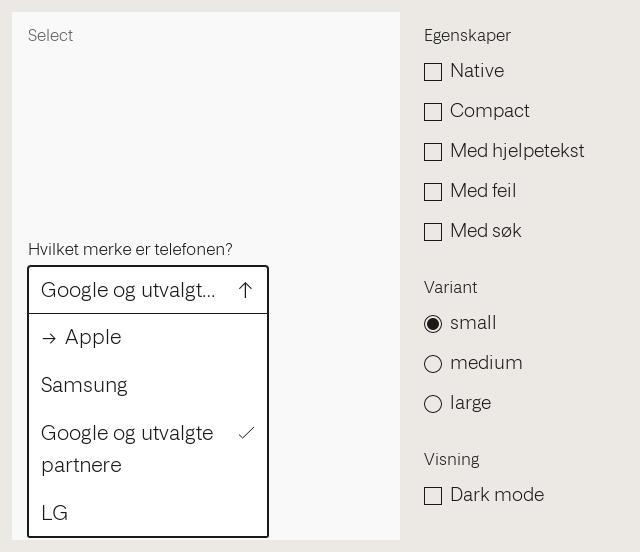 Select
Hvilket merke er telefonen?
Google og utvalgt...
Apple
Samsung
Google og utvalgte
partnere
LG
Egenskaper
Native
Compact
Med hjelpetekst
Med feil
Med søk
Variant
small
medium
large
Visning
Dark mode